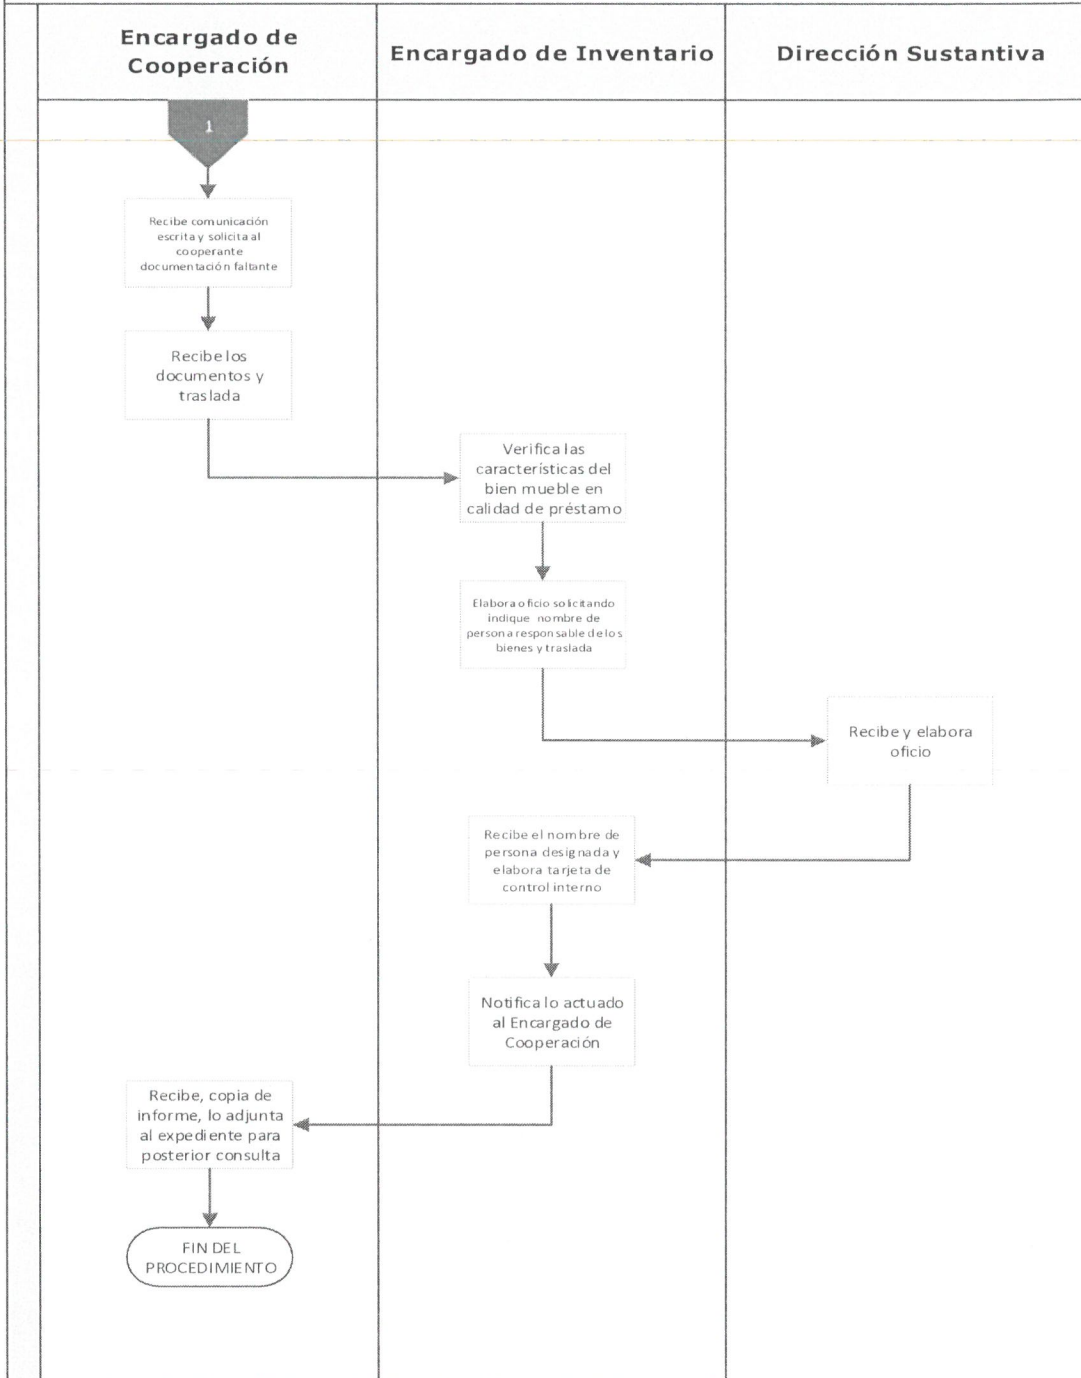 Encargado de
Cooperación
Encargado de Inventario
Dirección Sustantiva
1
Recibe comunicación
escrita y solicita al
cooperante
documentación faltante
Recibe los
documentos y
traslada
Verifica las
características del
bien mueble en
calidad de préstamo
Elabora oficio solicitando
indique nombre de
persona responsable de los
bienes y traslada
Recibe y elabora
oficio
Recibe el nombre de
persona designada y
elabora tarjeta de
control interno
Notifica lo actuado
al Encargado de
Cooperación
Recibe, copia de
informe, lo adjunta
al expediente para
posterior consulta
FIN DEL
PROCEDIMIENTO